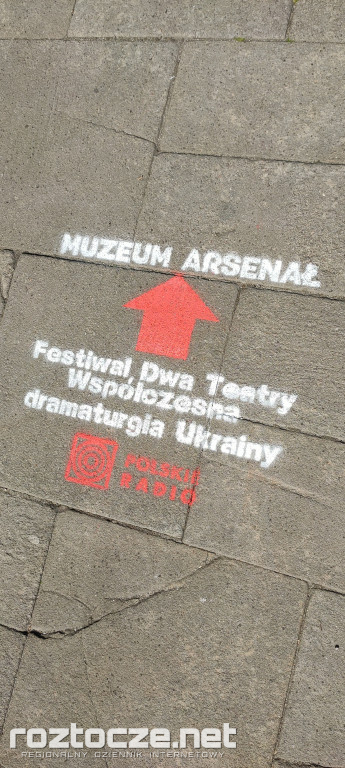 MUZEUM ARSENAŁ
Festiwal Dwa Teatry
Współczesna
dramaturgia Ukrainy
POLSKIE
RADIO
roztocze.net
REGIONALNY DZIENNIK INTERNETOWY